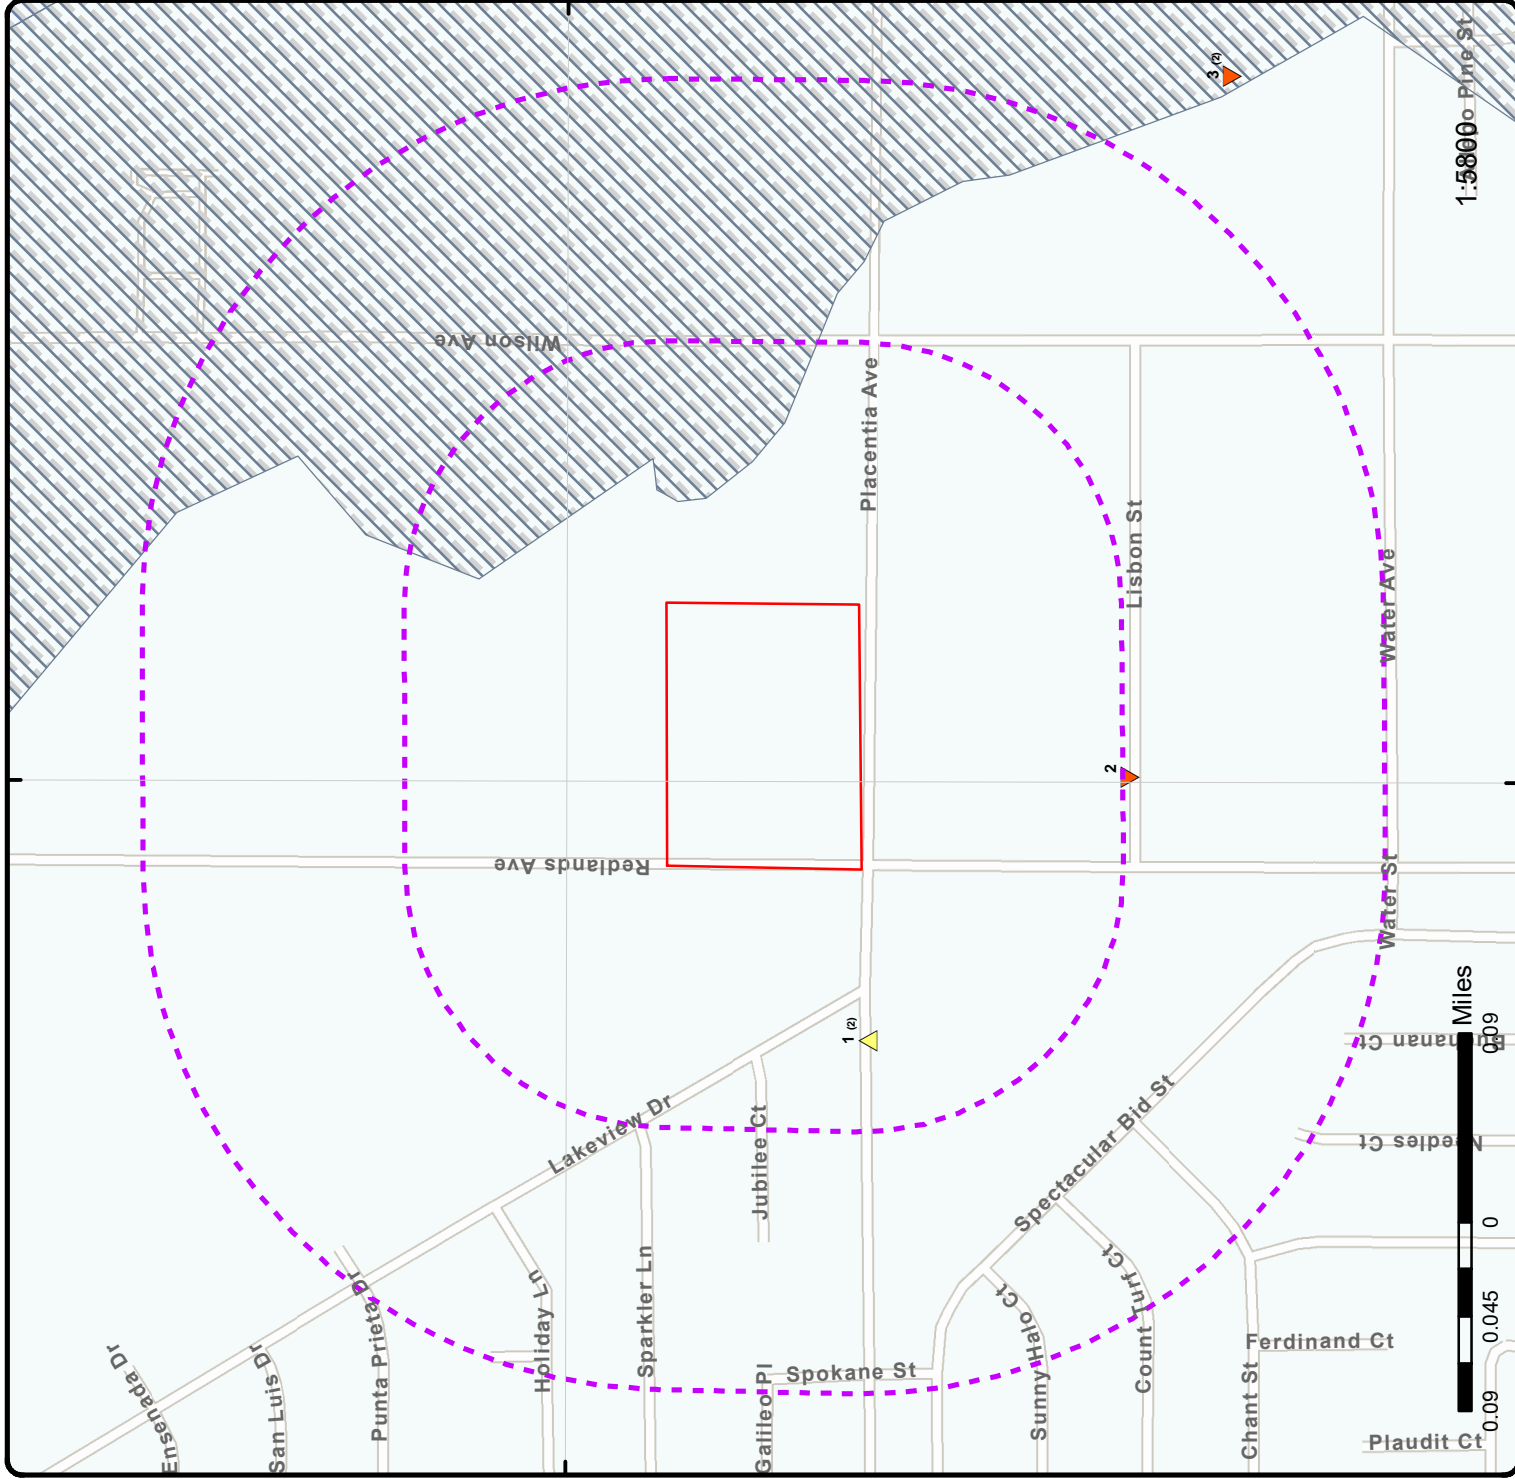 3 (2)
Pine St
1:5800
Wilson Ave
Placentia Ave
Lisbon St
Water Ave
2
Redlands Ave
Water St
Miles
1 (2)
0.09
0
0.045
0.09
Needles Ct
Lakeview Dr
Jubilee Ct
Spectacular Bid St
Punta Prieta Dr
Holiday Ln
Sparkler Ln
Count Turf Ct
Sunny Halo Ct
Ferdinand Ct
Ensenada Dr
San Luis Dr
Galileo Pl
Spokane St
Chant St
Plaudit Ct